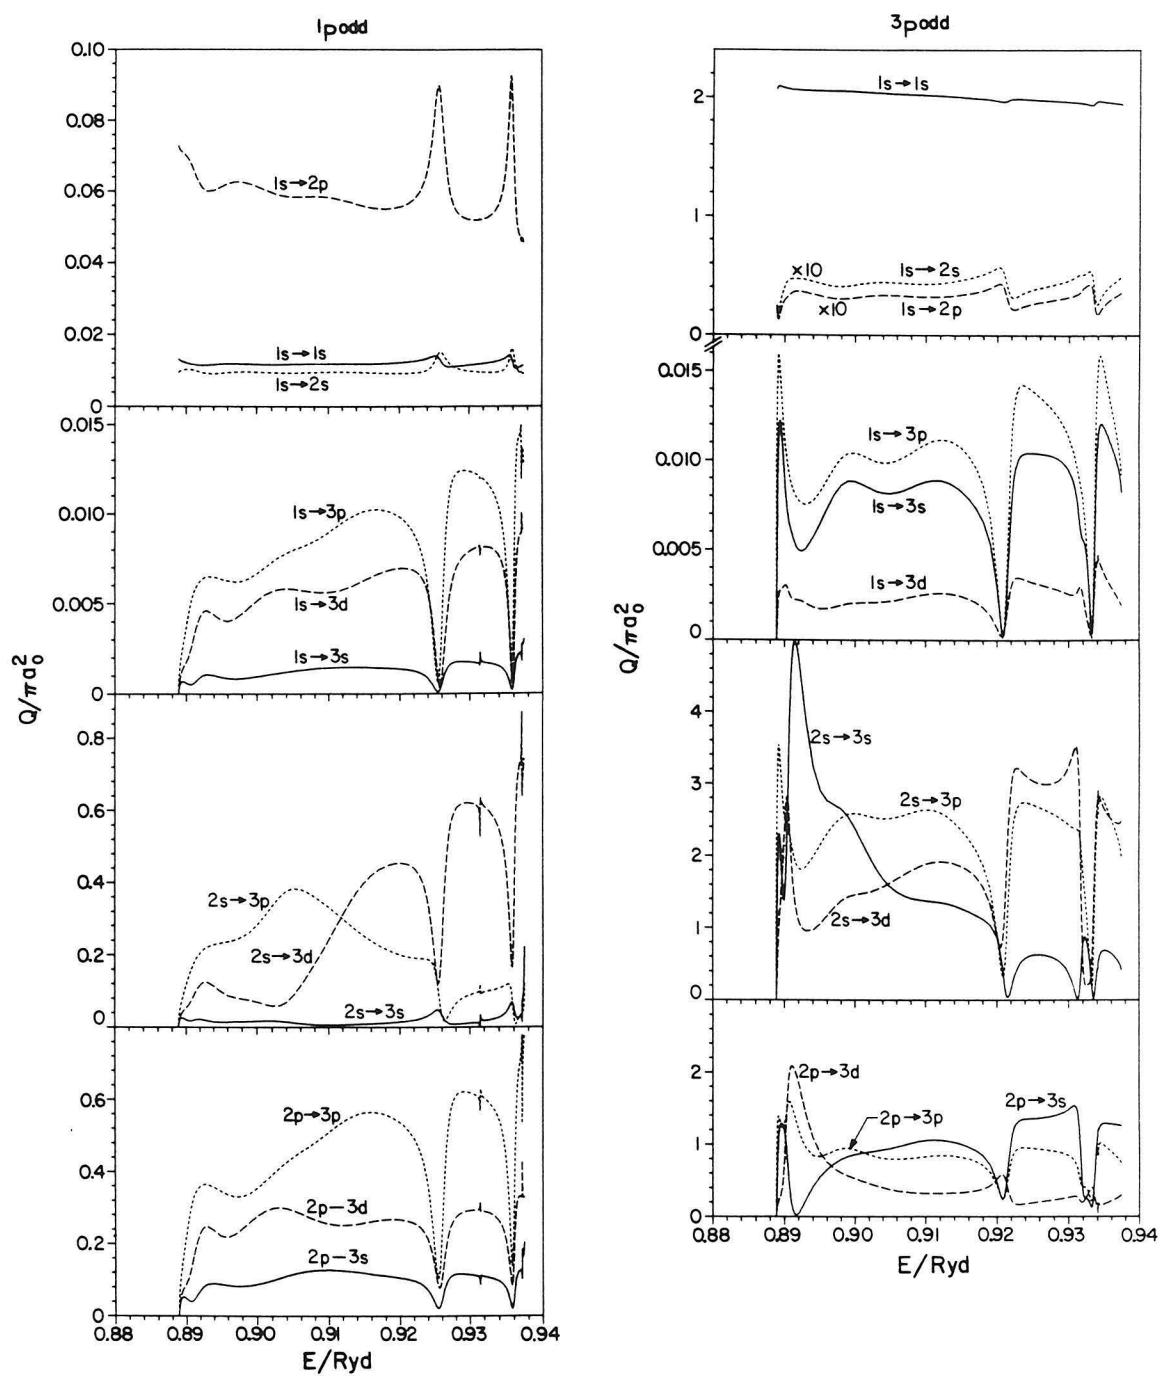 1podd
0.10
0.08
0.06
0.04
0.02
0
1s→2p
1s→1s
1s→2s
0.015
0.010
0.005
0
1s→3p
1s→3d
1s→3s
Q/πa₀²
0.8
0.6
0.4
0.2
0
2s→3p
2s→3d
2s→3s
0.6
0.4
0.2
0
2p→3p
2p—3d
2p—3s
0.88 0.89 0.90 0.91 0.92 0.93 0.94
E/Ryd
3podd
2
1
0
1s→1s
×10
1s→2s
×10
1s→2p
0.015
0.010
0.005
0
1s→3p
1s→3s
1s→3d
Q/πa₀²
4
3
2
1
0
2s→3s
2s→3p
2s→3d
2
1
0
2p→3d
2p→3p
2p→3s
0.88 0.89 0.90 0.91 0.92 0.93 0.94
E/Ryd